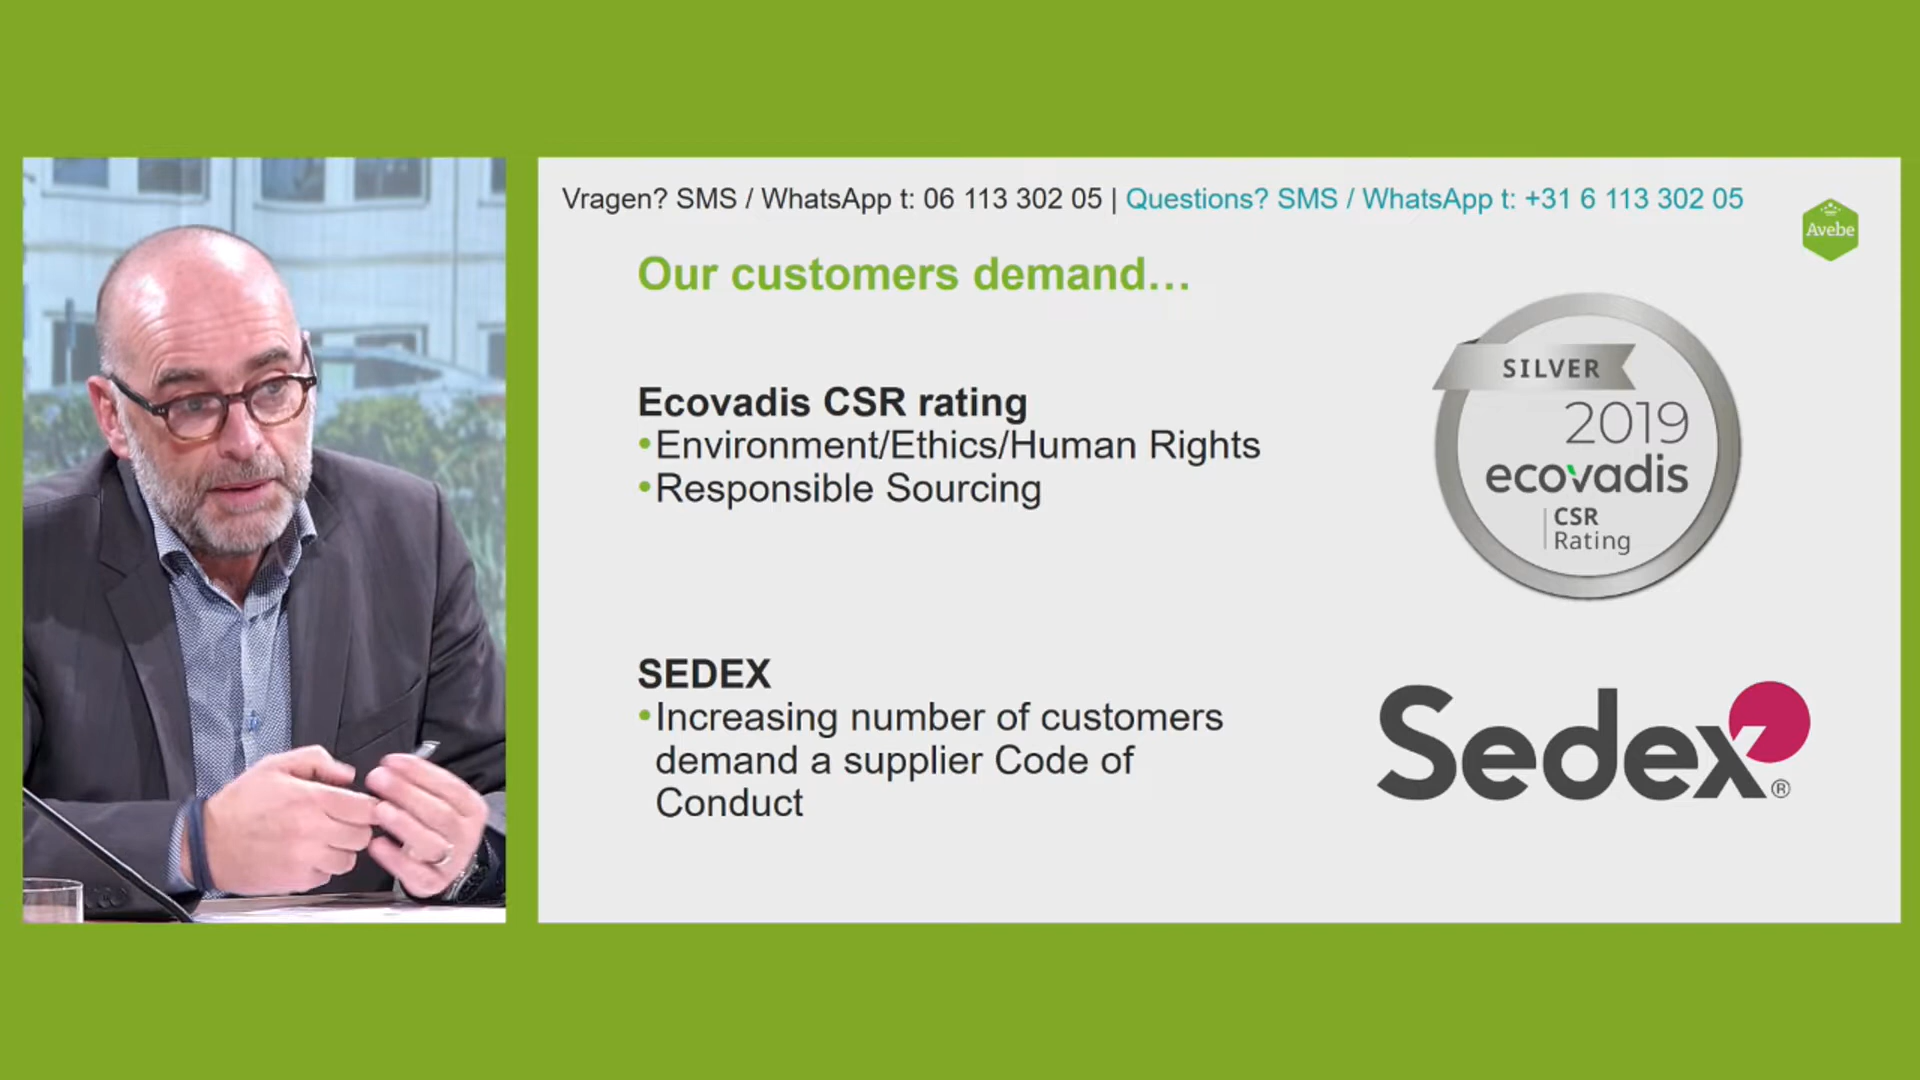 Vragen? SMS / WhatsApp t: 06 113 302 05 | Questions? SMS / WhatsApp t: +31 6 113 302 05
Avebe
Our customers demand...
Ecovadis CSR rating
•Environment/Ethics/Human Rights
•Responsible Sourcing
SILVER
2019
ecovadis
CSR
Rating
SEDEX
•Increasing number of customers
demand a supplier Code of
Conduct
Sedex®